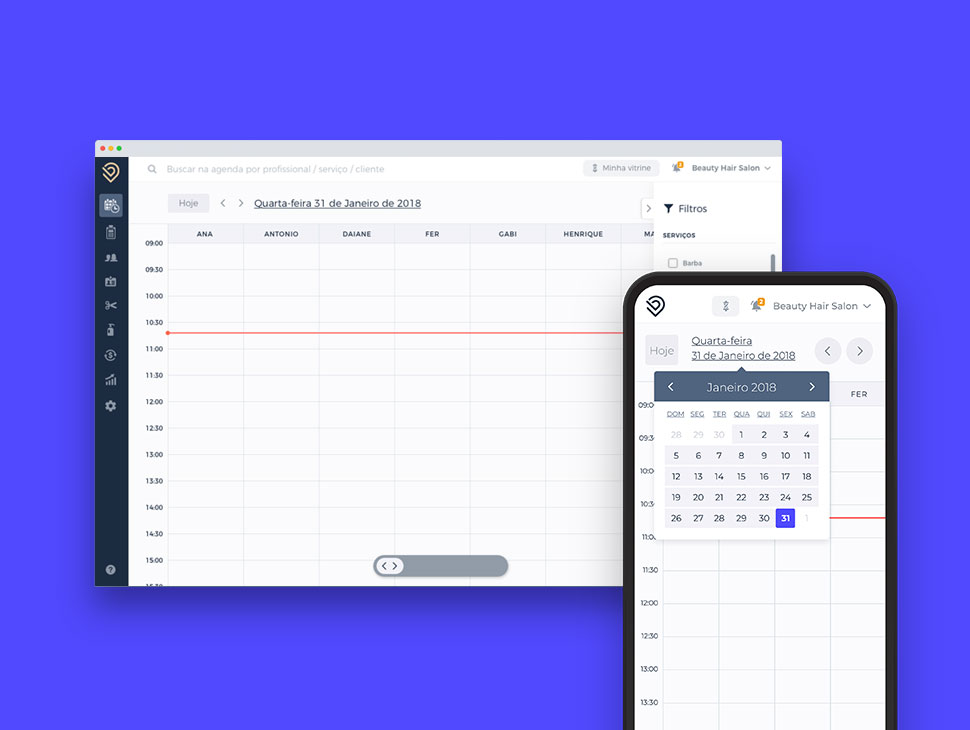 Buscar na agenda por profissional / serviço / cliente
Minha vitrine
2
Beauty Hair Salon
Hoje
Quarta-feira 31 de Janeiro de 2018
Filtros
SERVIÇOS
Barba
ANA ANTONIO DAIANE FER GABI HENRIQUE MA
09:00
09:30
10:00
10:30
11:00
11:30
12:00
12:30
13:00
13:30
14:00
14:30
15:00
15:30
?
2
Beauty Hair Salon
Hoje
Quarta-feira
31 de Janeiro de 2018
FER
Janeiro 2018
DOM SEG TER QUA QUI SEX SAB
28 29 30 1 2 3 4
5 6 7 8 9 10 11
12 13 14 15 16 17 18
19 20 21 22 23 24 25
26 27 28 29 30 31 1
09:0
09:3
10:0
10:3
11:00
11:30
12:00
12:30
13:00
13:30